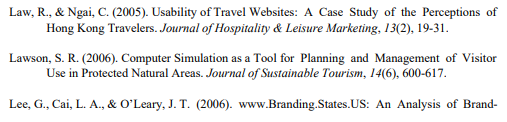 Law, R., & Ngai, C. (2005). Usability of Travel Websites: A Case Study of the Perceptions of
Hong Kong Travelers. Journal of Hospitality & Leisure Marketing, 13(2), 19-31.
Lawson, S. R. (2006). Computer Simulation as a Tool for Planning and Management of Visitor
Use in Protected Natural Areas. Journal of Sustainable Tourism, 14(6), 600-617.
Lee, G., Cai, L. A., & O'Leary, J. T. (2006). www.Branding.States.US: An Analysis of Brand-